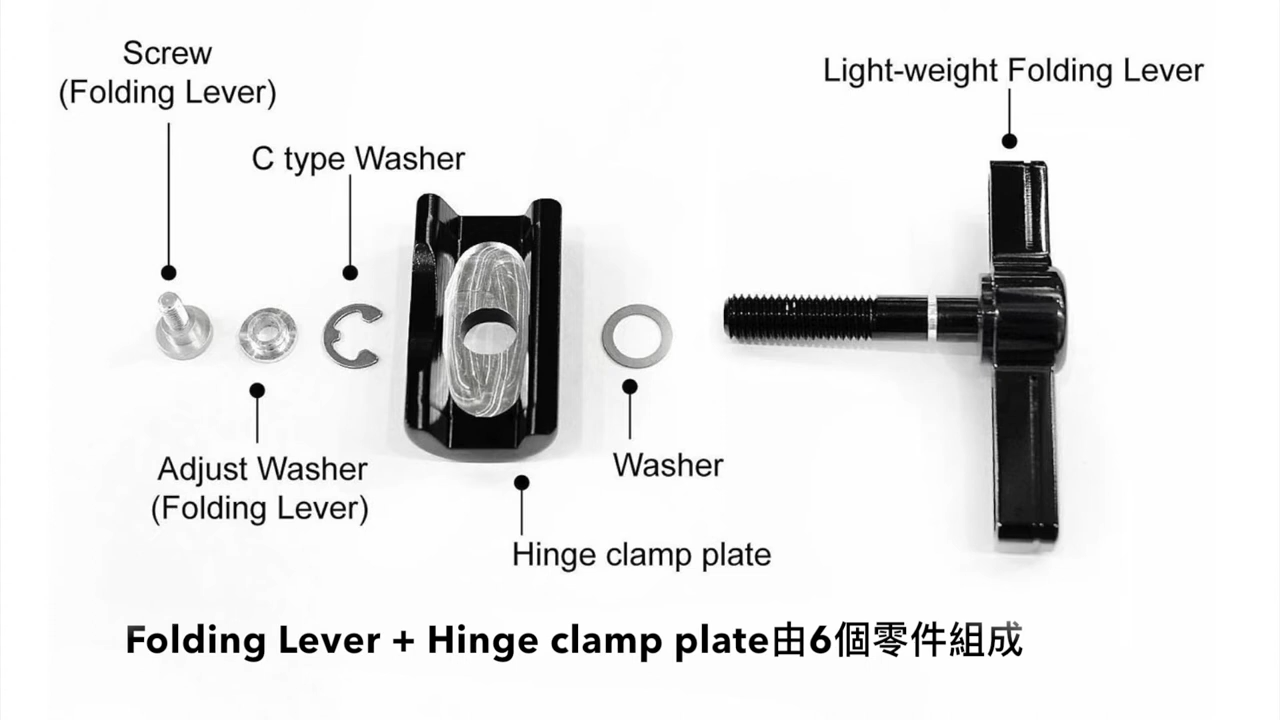 Screw
(Folding Lever)
Light-weight Folding Lever
C type Washer
Adjust Washer
(Folding Lever)
Washer
Hinge clamp plate
Folding Lever + Hinge clamp plate由6個零件組成